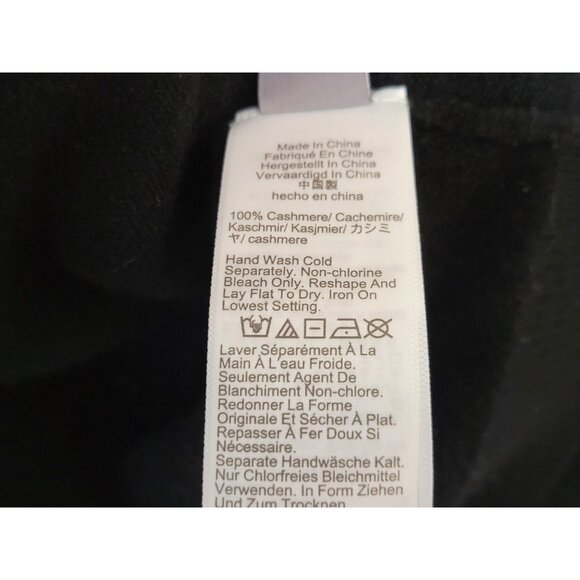 Made In China
Fabriqué En Chine
Hergestellt In China
Vervaardigd In China
中国製
hecho en china
100% Cashmere/ Cachemire/
Kaschmir/ Kasjmier/ カシミ
ヤ/ cashmere
Hand Wash Cold
Separately. Non-chlorine
Bleach Only. Reshape And
Lay Flat To Dry. Iron On
Lowest Setting.
Laver Séparément À La
Main À L'eau Froide.
Seulement Agent De
Blanchiment Non-chlore.
Redonner La Forme
Originale Et Sécher À Plat.
Repasser À Fer Doux Si
Nécessaire.
Separate Handwäsche Kalt.
Nur Chlorfreies Bleichmittel
Verwenden. In Form Ziehen
Und Zum Trocknen